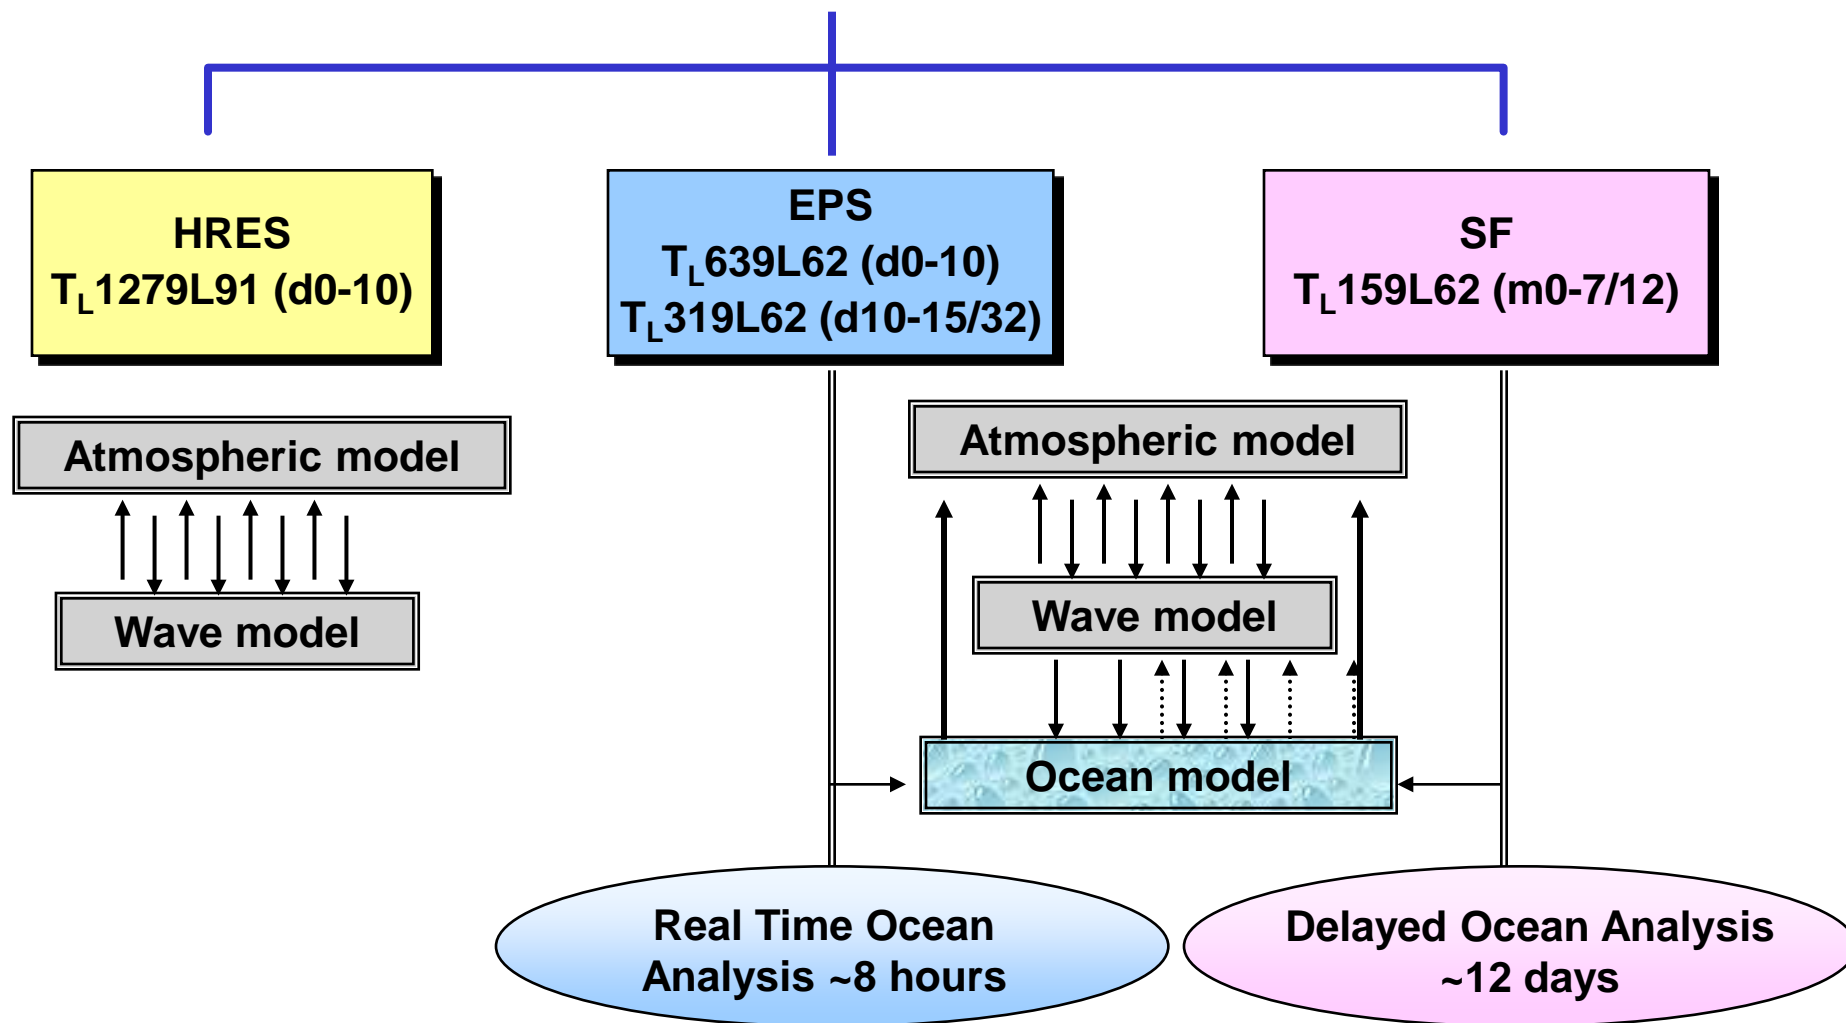 HRES
TL1279L91 (d0-10)
EPS
TL639L62 (d0-10)
TL319L62 (d10-15/32)
SF
TL159L62 (m0-7/12)
Atmospheric model
Wave model
Atmospheric model
Wave model
Ocean model
Real Time Ocean
Analysis ~8 hours
Delayed Ocean Analysis
~12 days